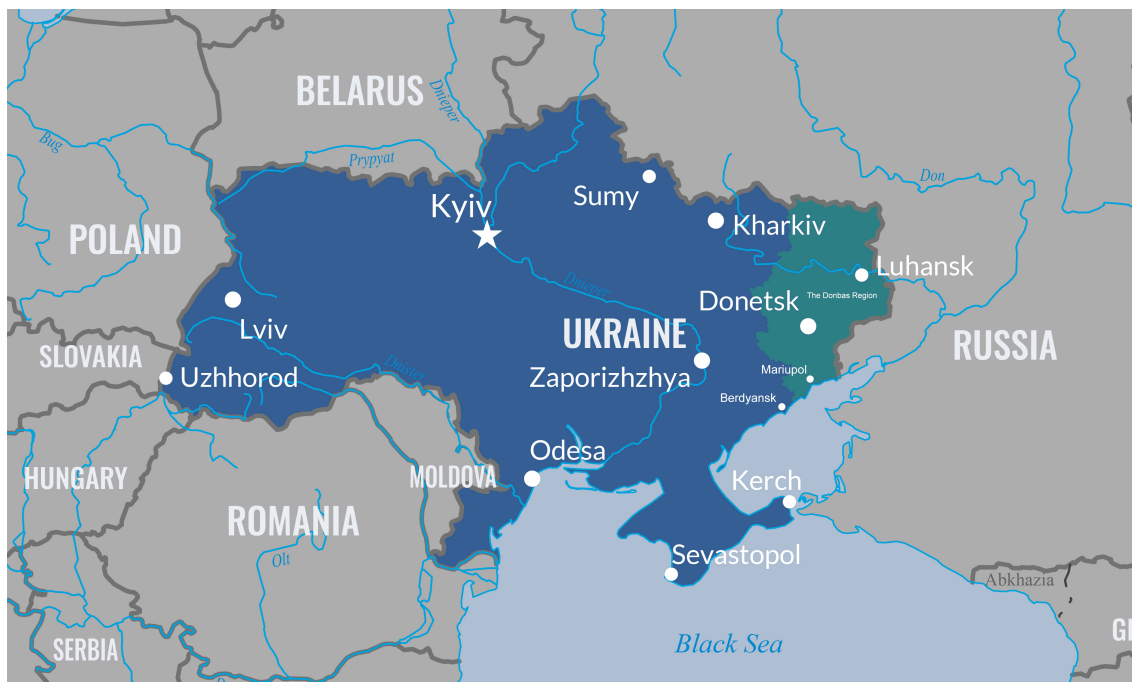 BELARUS
Dnieper
Bug
Prypyat
Don
Sumy
Kyiv
Kharkiv
POLAND
Luhansk
Dnieper
The Donbas Region
Donetsk
Lviv
UKRAINE
RUSSIA
SLOVAKIA
Dniester
Mariupol
Uzhhorod
Zaporizhzhya
Berdyansk
Odesa
HUNGARY
MOLDOVA
Kerch
ROMANIA
Sevastopol
Olt
Abkhazia
GE
SERBIA
Black Sea